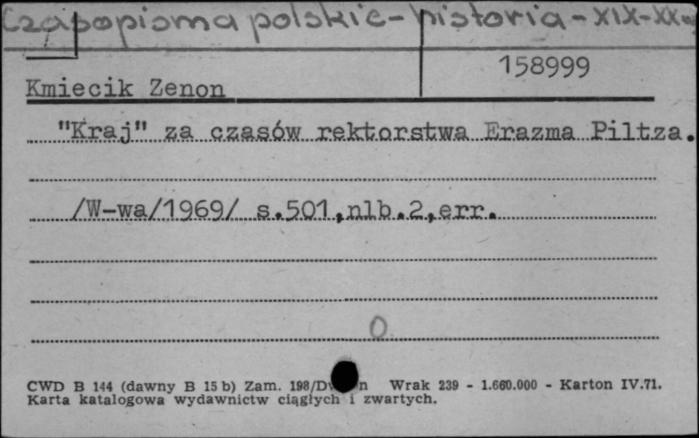 Czasopisma polskie - historia - XIX-XX w.
158999
Kmiecik Zenon
"Kraj" za czasów rektorstwa Erazma Piltza.
/W-wa/1969/ s.501,nlb.2,err.
0
CWD B 144 (dawny B 15 b) Zam. 198/D Wrak 239 - 1.660.000 - Karton IV.71.
Karta katalogowa wydawnictw ciągłych i zwartych.